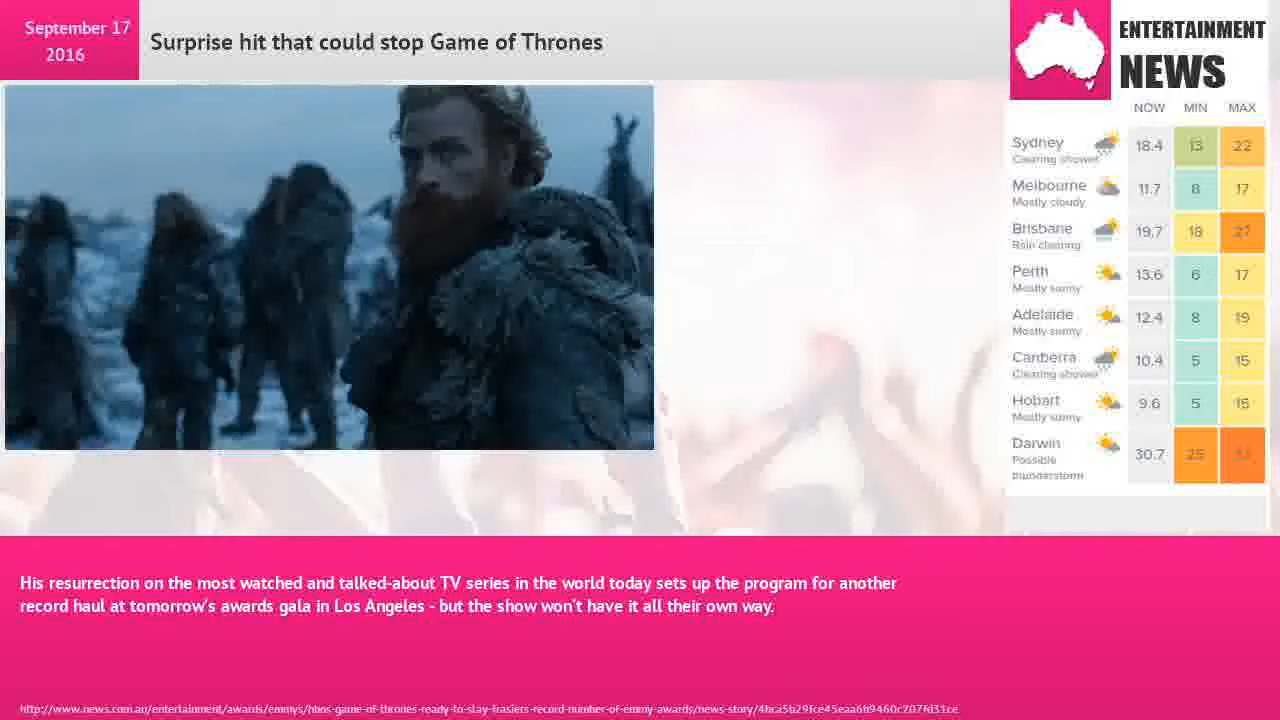 September 17
2016
Surprise hit that could stop Game of Thrones
ENTERTAINMENT
NEWS
NOW MIN MAX
Sydney 18.4 13 22
Clearing shower
Melbourne 11.7 8 17
Mostly cloudy
Brisbane 19.7 18 27
Rain clearing
Perth 13.6 6 17
Mostly sunny
Adelaide 12.4 8 19
Mostly sunny
Canberra 10.4 5 15
Clearing shower
Hobart 9.6 5 15
Mostly sunny
Darwin 30.7 25
Possible
thunderstorm
His resurrection on the most watched and talked-about TV series in the world today sets up the program for another
record haul at tomorrow's awards gala in Los Angeles - but the show won't have it all their own way.